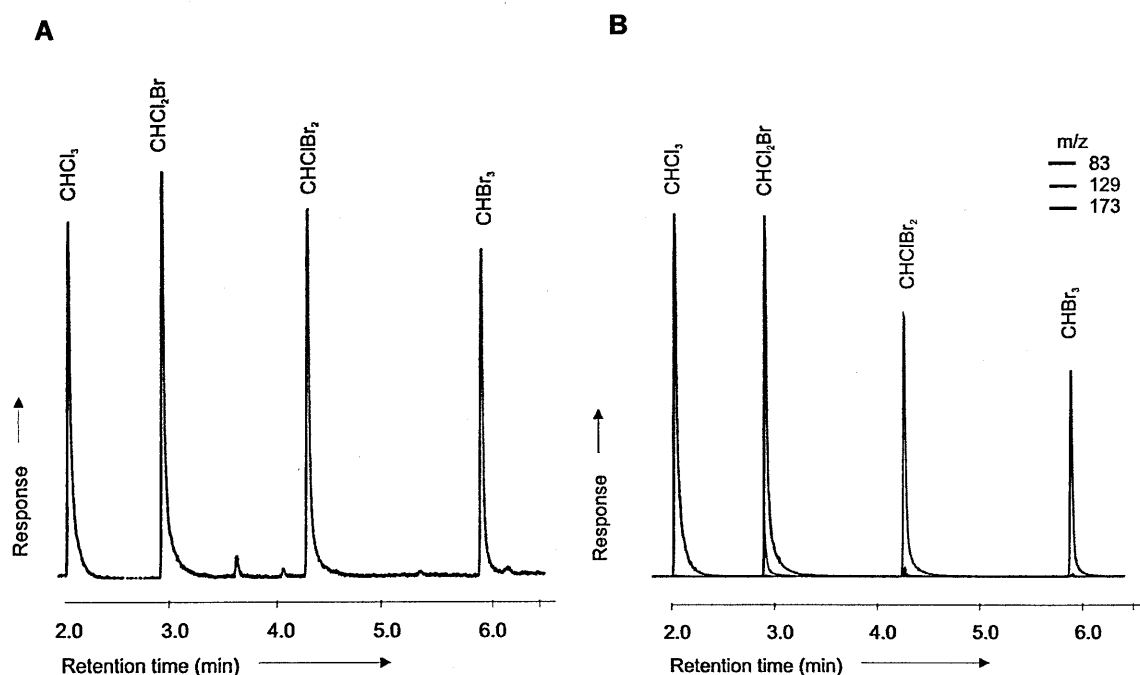 A
CHCl₃
CHCl₂Br
CHClBr₂
CHBr₃
Response
2.0 3.0 4.0 5.0 6.0
Retention time (min)
B
CHCl₃
CHCl₂Br
CHClBr₂
CHBr₃
m/z
83
129
173
Response
2.0 3.0 4.0 5.0 6.0
Retention time (min)